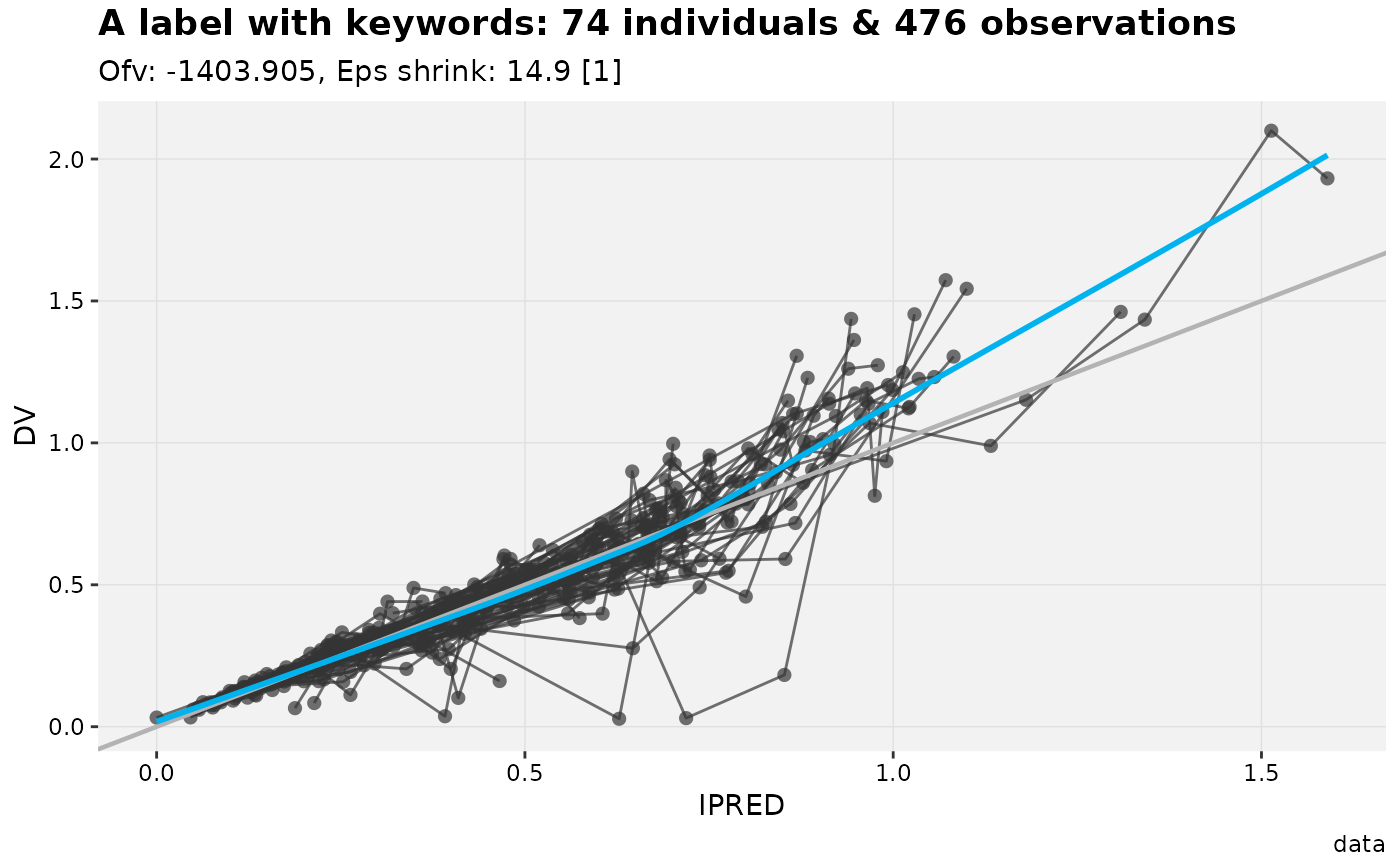 A label with keywords: 74 individuals & 476 observations
Ofv: -1403.905, Eps shrink: 14.9 [1]
2.0
1.5
1.0
0.5
0.0
DV
0.0 0.5 1.0 1.5
IPRED
data